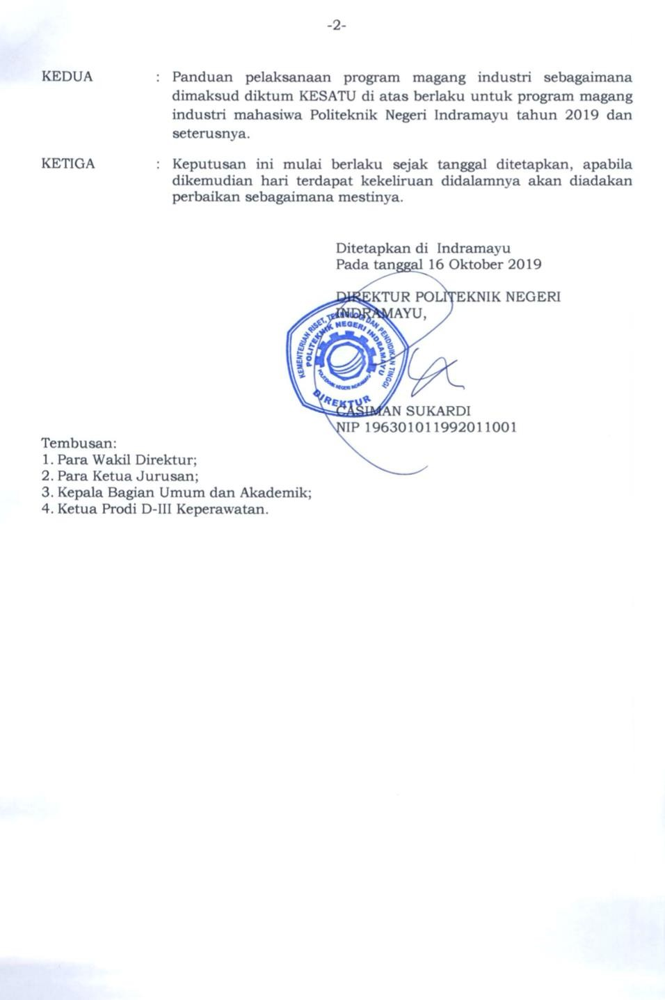 -2-
KEDUA : Panduan pelaksanaan program magang industri sebagaimana
dimaksud diktum KESATU di atas berlaku untuk program magang
industri mahasiwa Politeknik Negeri Indramayu tahun 2019 dan
seterusnya.
KETIGA : Keputusan ini mulai berlaku sejak tanggal ditetapkan, apabila
dikemudian hari terdapat kekeliruan didalamnya akan diadakan
perbaikan sebagaimana mestinya.
Ditetapkan di Indramayu
Pada tanggal 16 Oktober 2019
DIREKTUR POLITEKNIK NEGERI
INDRAMAYU,
KEMENTERIAN RISET, TEKNOLOGI DAN PENDIDIKAN TINGGI
POLITEKNIK NEGERI INDRAMAYU
POLITEKNIK NEGERI INDRAMAYU
DIREKTUR
CASIMAN SUKARDI
NIP 196301011992011001
Tembusan:
1. Para Wakil Direktur;
2. Para Ketua Jurusan;
3. Kepala Bagian Umum dan Akademik;
4. Ketua Prodi D-III Keperawatan.